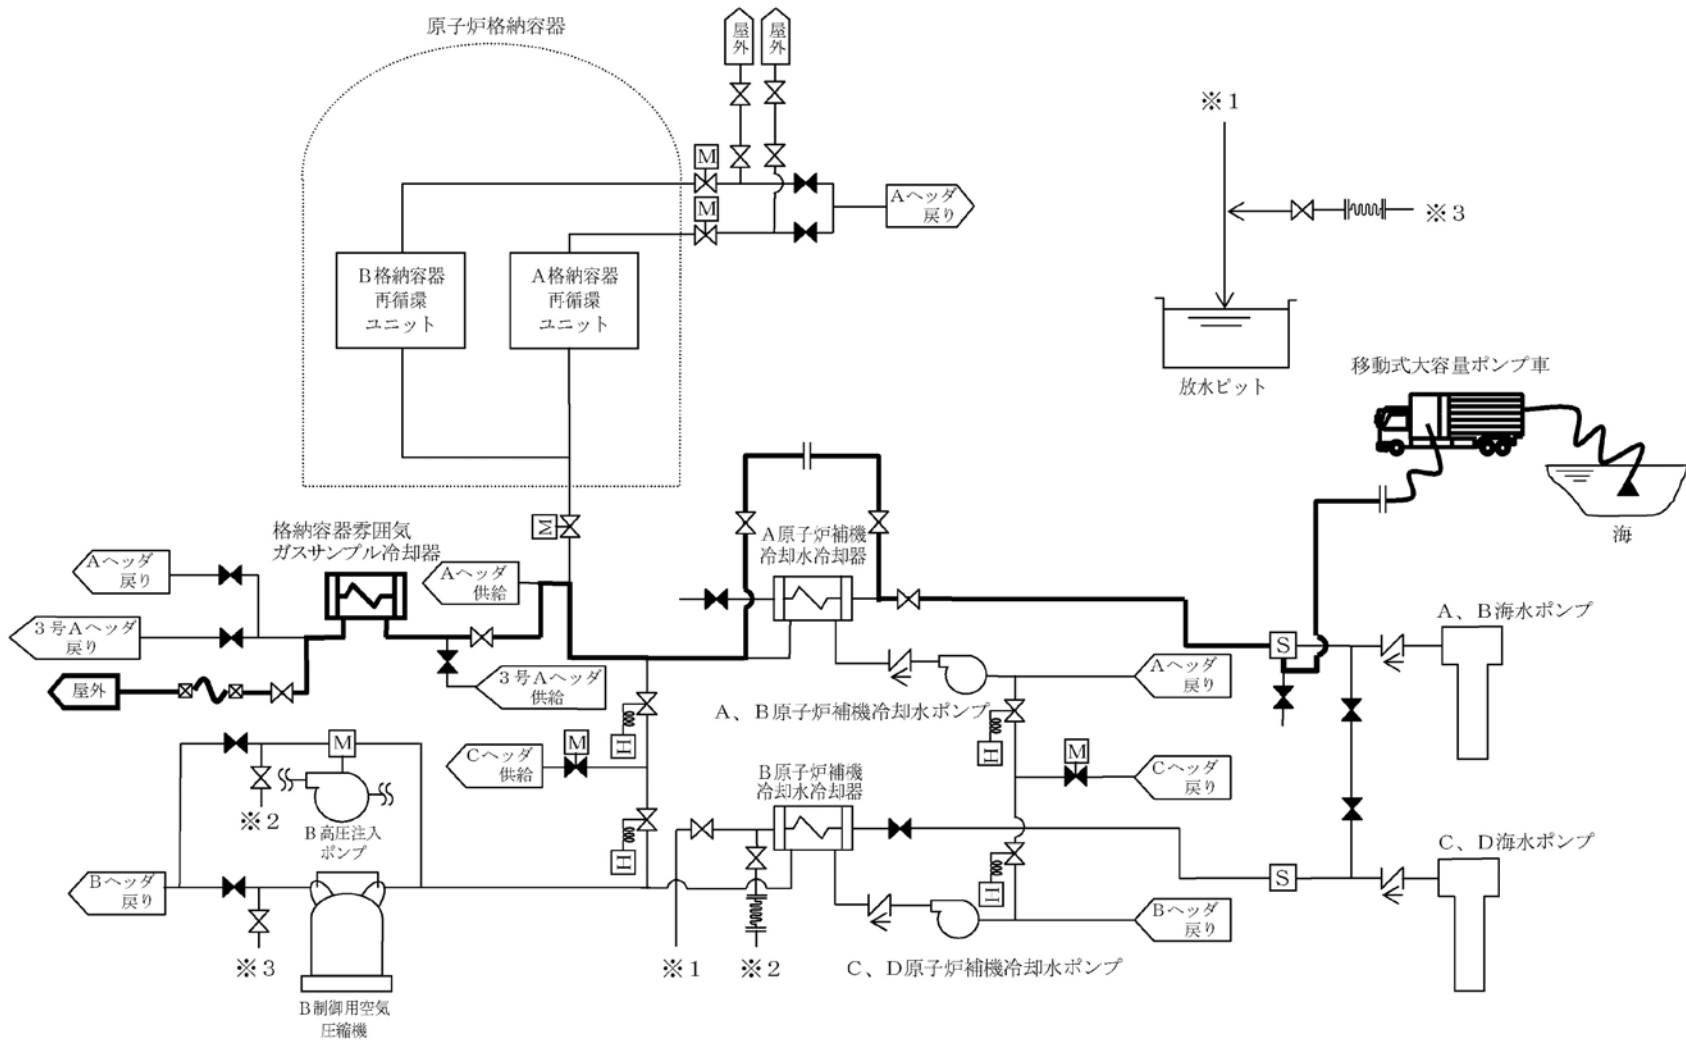 原子炉格納容器
屋外
屋外
※1
M
M
Aヘッダ
戻り
※3
B格納容器
再循環
ユニット
A格納容器
再循環
ユニット
放水ピット
移動式大容量ポンプ車
海
M
格納容器雰囲気
ガスサンプル冷却器
A原子炉補機
冷却水冷却器
Aヘッダ
戻り
Aヘッダ
供給
3号Aヘッダ
戻り
S
A、B海水ポンプ
屋外
3号Aヘッダ
供給
Aヘッダ
戻り
A、B原子炉補機冷却水ポンプ
H
H
M
Cヘッダ
供給
M
M
Cヘッダ
戻り
B原子炉補機
冷却水冷却器
※2
B高圧注入
ポンプ
H
H
C、D海水ポンプ
S
Bヘッダ
戻り
Bヘッダ
戻り
※3
※1
※2
C、D原子炉補機冷却水ポンプ
B制御用空気
圧縮機